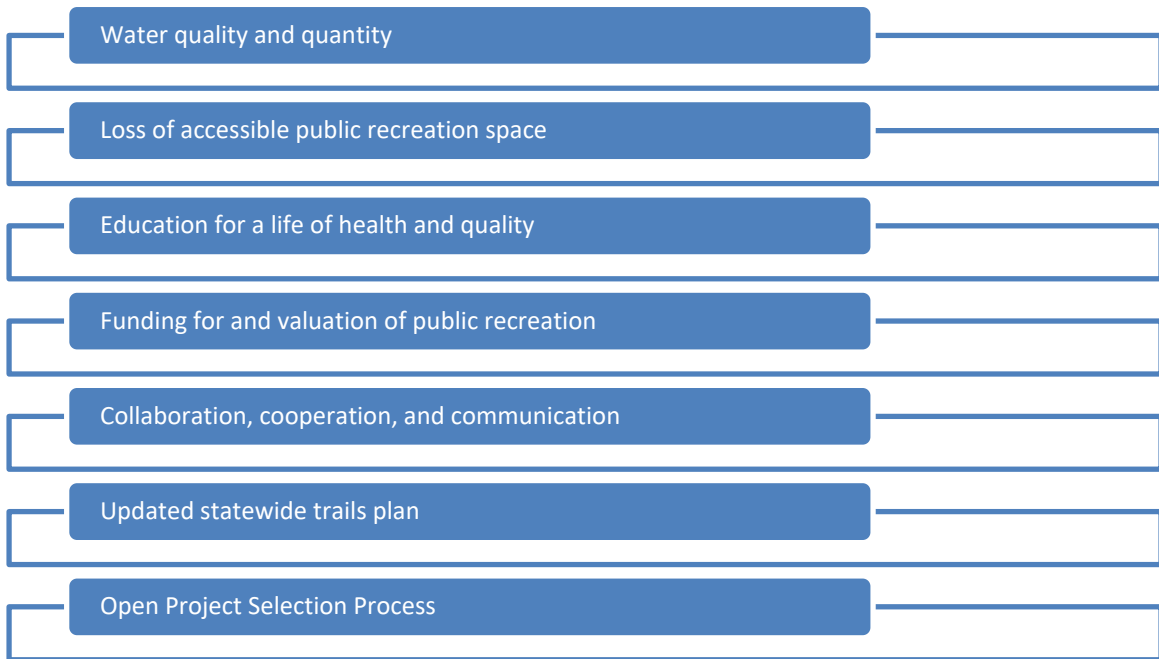 Water quality and quantity
Loss of accessible public recreation space
Education for a life of health and quality
Funding for and valuation of public recreation
Collaboration, cooperation, and communication
Updated statewide trails plan
Open Project Selection Process